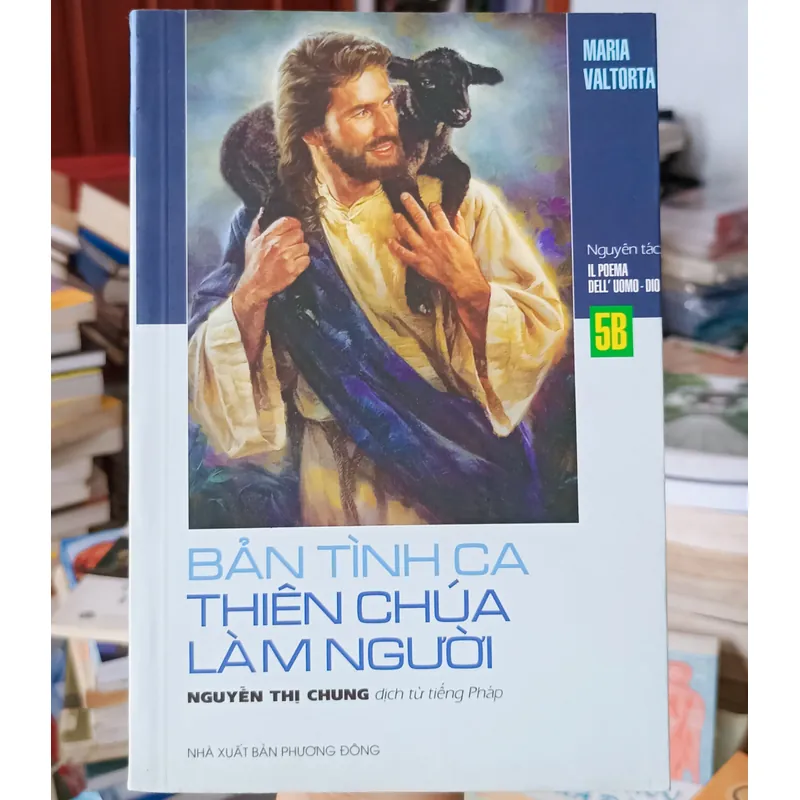 MARIA
VALTORTA
Nguyên tác
IL POEMA
DELL' UOMO - DIO
5B
BẢN TÌNH CA
THIÊN CHÚA
LÀM NGƯỜI
NGUYỄN THỊ CHUNG dịch từ tiếng Pháp
NHÀ XUẤT BẢN PHƯƠNG ĐÔNG